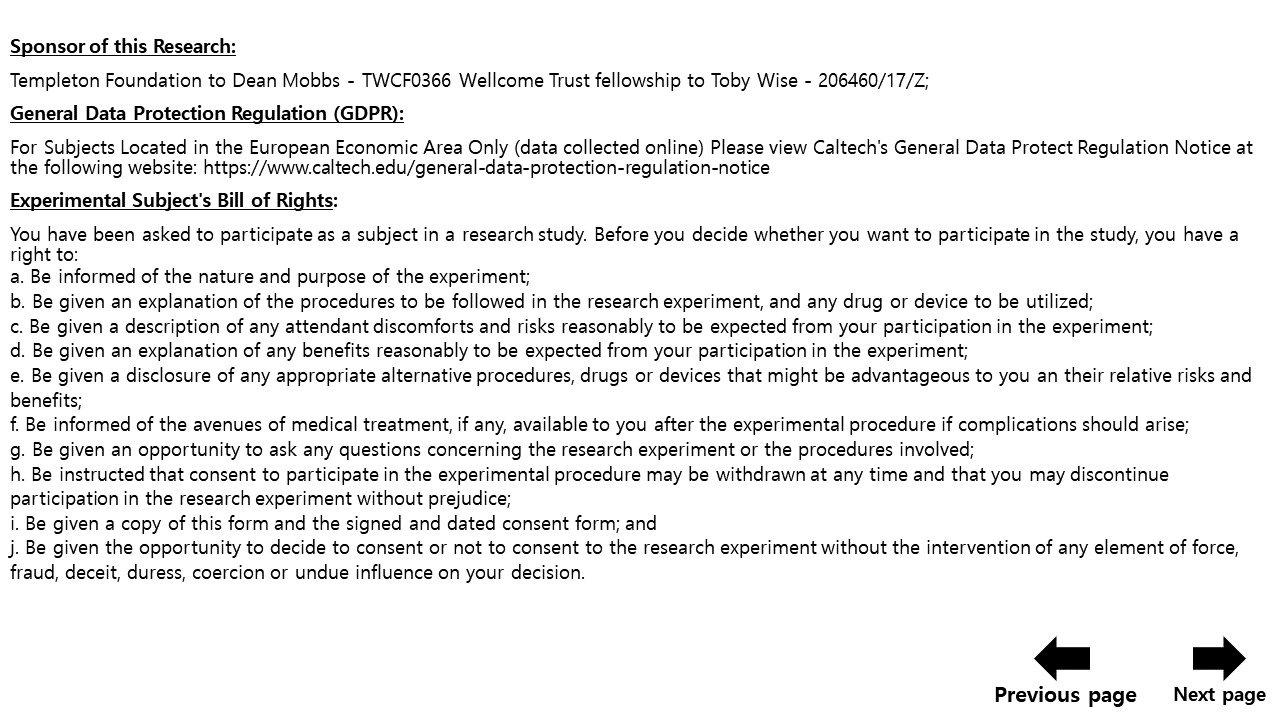 Sponsor of this Research:
Templeton Foundation to Dean Mobbs - TWCF0366 Wellcome Trust fellowship to Toby Wise - 206460/17/Z;
General Data Protection Regulation (GDPR):
For Subjects Located in the European Economic Area Only (data collected online) Please view Caltech's General Data Protect Regulation Notice at
the following website: https://www.caltech.edu/general-data-protection-regulation-notice
Experimental Subject's Bill of Rights:
You have been asked to participate as a subject in a research study. Before you decide whether you want to participate in the study, you have a
right to:
a. Be informed of the nature and purpose of the experiment;
b. Be given an explanation of the procedures to be followed in the research experiment, and any drug or device to be utilized;
c. Be given a description of any attendant discomforts and risks reasonably to be expected from your participation in the experiment;
d. Be given an explanation of any benefits reasonably to be expected from your participation in the experiment;
e. Be given a disclosure of any appropriate alternative procedures, drugs or devices that might be advantageous to you an their relative risks and
benefits;
f. Be informed of the avenues of medical treatment, if any, available to you after the experimental procedure if complications should arise;
g. Be given an opportunity to ask any questions concerning the research experiment or the procedures involved;
h. Be instructed that consent to participate in the experimental procedure may be withdrawn at any time and that you may discontinue
participation in the research experiment without prejudice;
i. Be given a copy of this form and the signed and dated consent form; and
j. Be given the opportunity to decide to consent or not to consent to the research experiment without the intervention of any element of force,
fraud, deceit, duress, coercion or undue influence on your decision.
Previous page
Next page